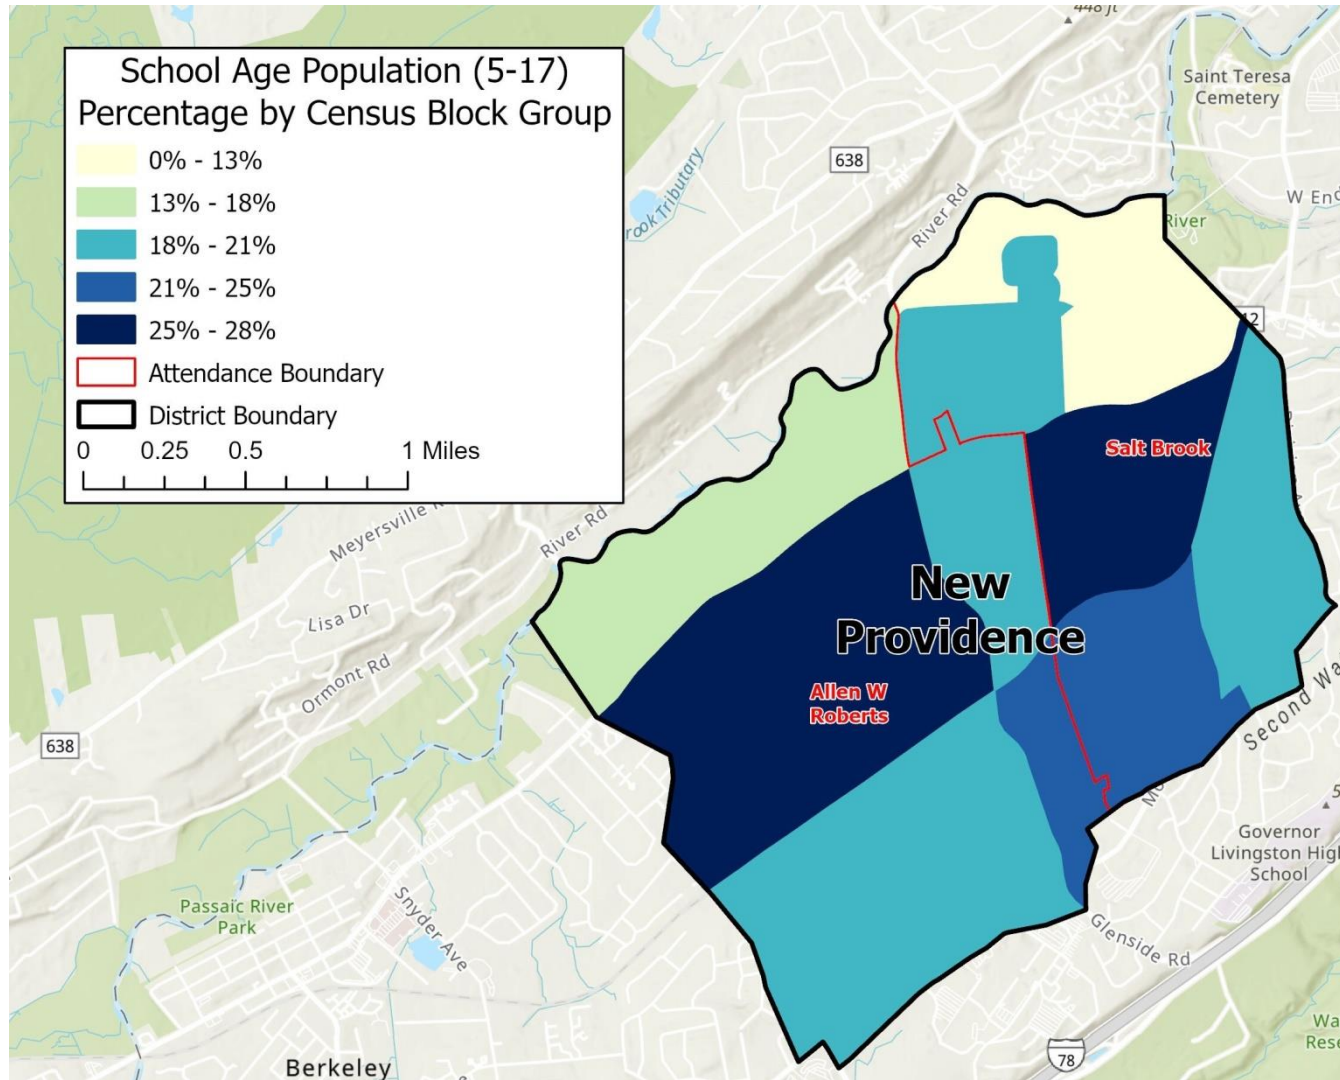 448 ft
School Age Population (5-17)
Percentage by Census Block Group
0% - 13%
13% - 18%
18% - 21%
21% - 25%
25% - 28%
Attendance Boundary
District Boundary
0 0.25 0.5 1 Miles
Saint Teresa
Cemetery
638
W End
River Rd
River
12
Salt Brook
Meyersville
River Rd
Lisa Dr
Ormont Rd
New
Providence
Allen W
Roberts
638
Second
Governor
Livingston High
School
Passaic River
Park
Snyder Ave
Glenside Rd
78
Berkeley